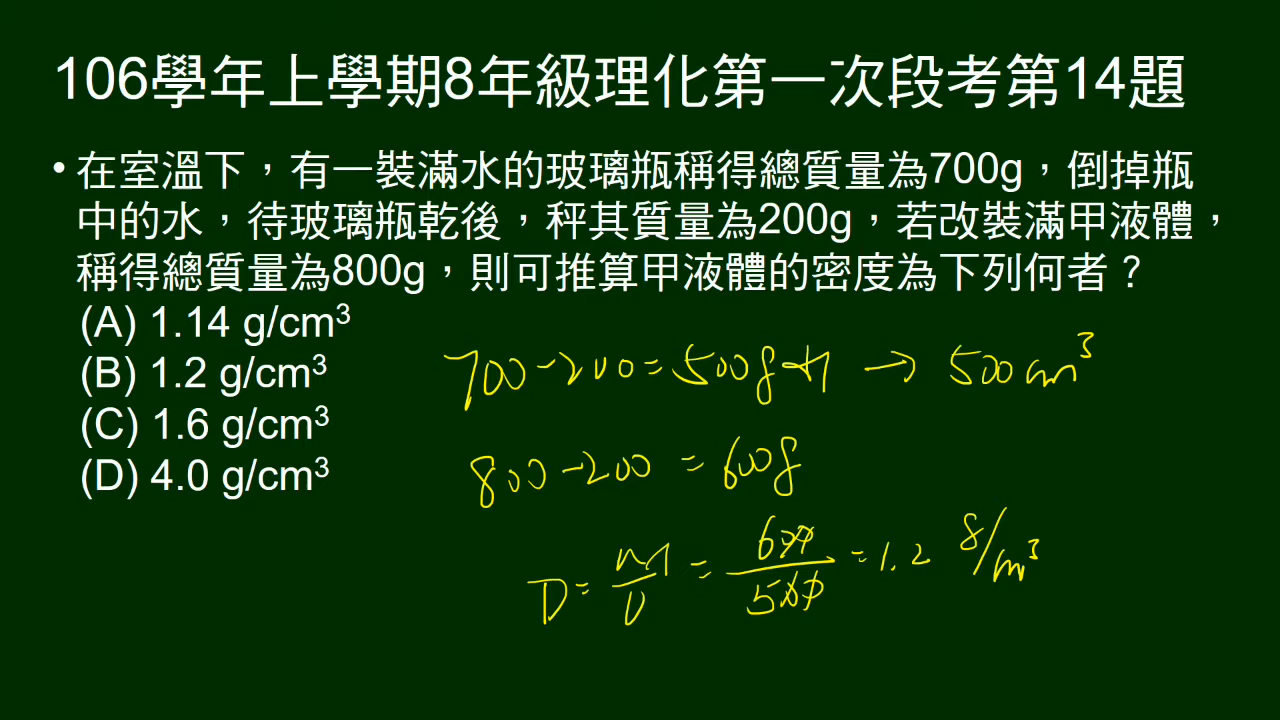 106學年上學期8年級理化第一次段考第14題
• 在室溫下，有一裝滿水的玻璃瓶稱得總質量為700g，倒掉瓶
中的水，待玻璃瓶乾後，秤其質量為200g，若改裝滿甲液體，
稱得總質量為800g，則可推算甲液體的密度為下列何者？
(A) 1.14 g/cm³
(B) 1.2 g/cm³
(C) 1.6 g/cm³
(D) 4.0 g/cm³
700-200=500g水 → 500cm³
800-200=600g
D=m/V=600/500=1.2 g/cm³